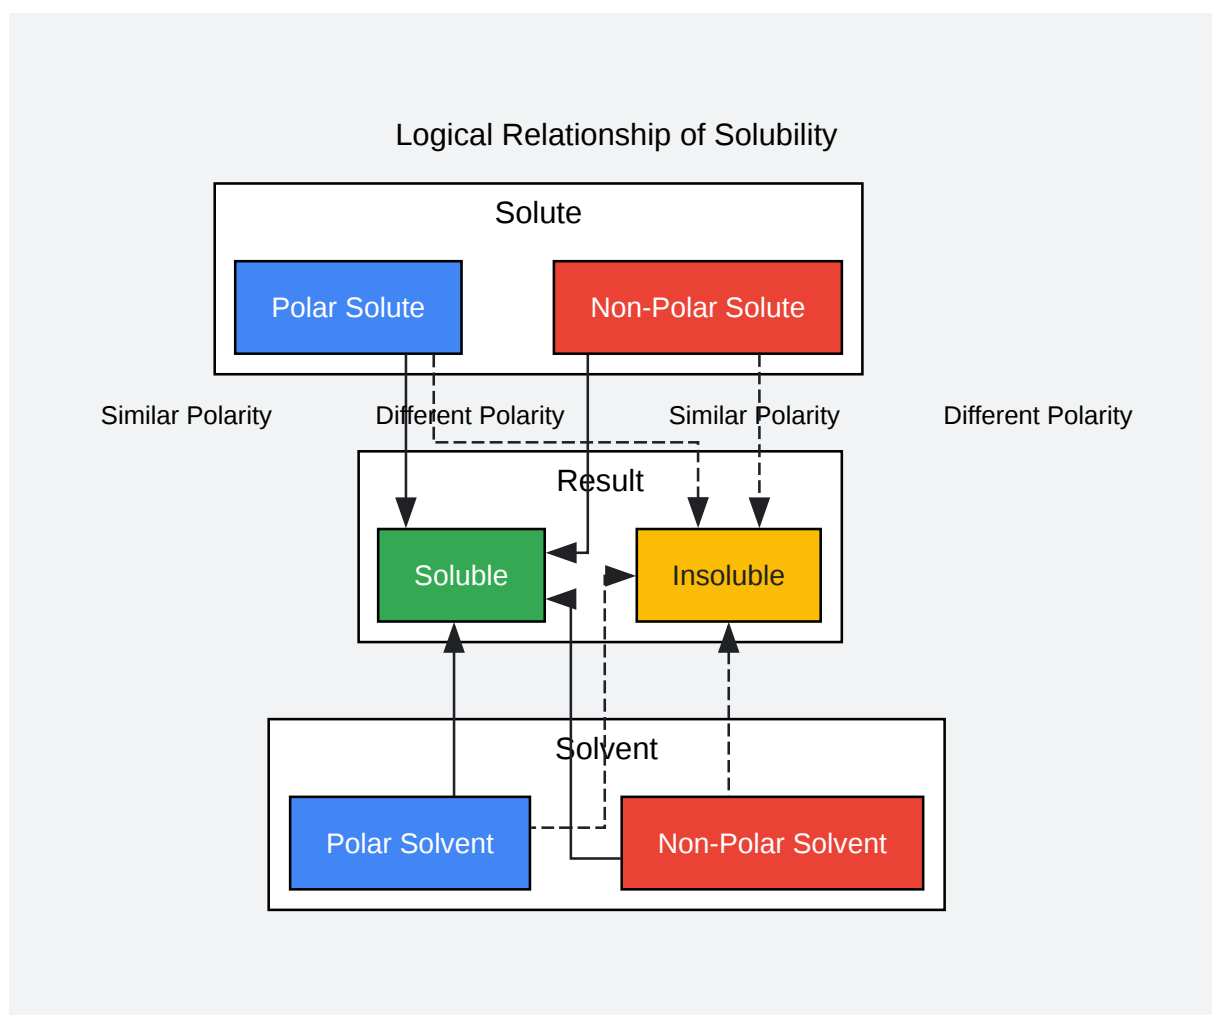 Logical Relationship of Solubility
Solute
Polar Solute
Non-Polar Solute
Similar Polarity
Different Polarity
Similar Polarity
Different Polarity
Result
Soluble
Insoluble
Solvent
Polar Solvent
Non-Polar Solvent